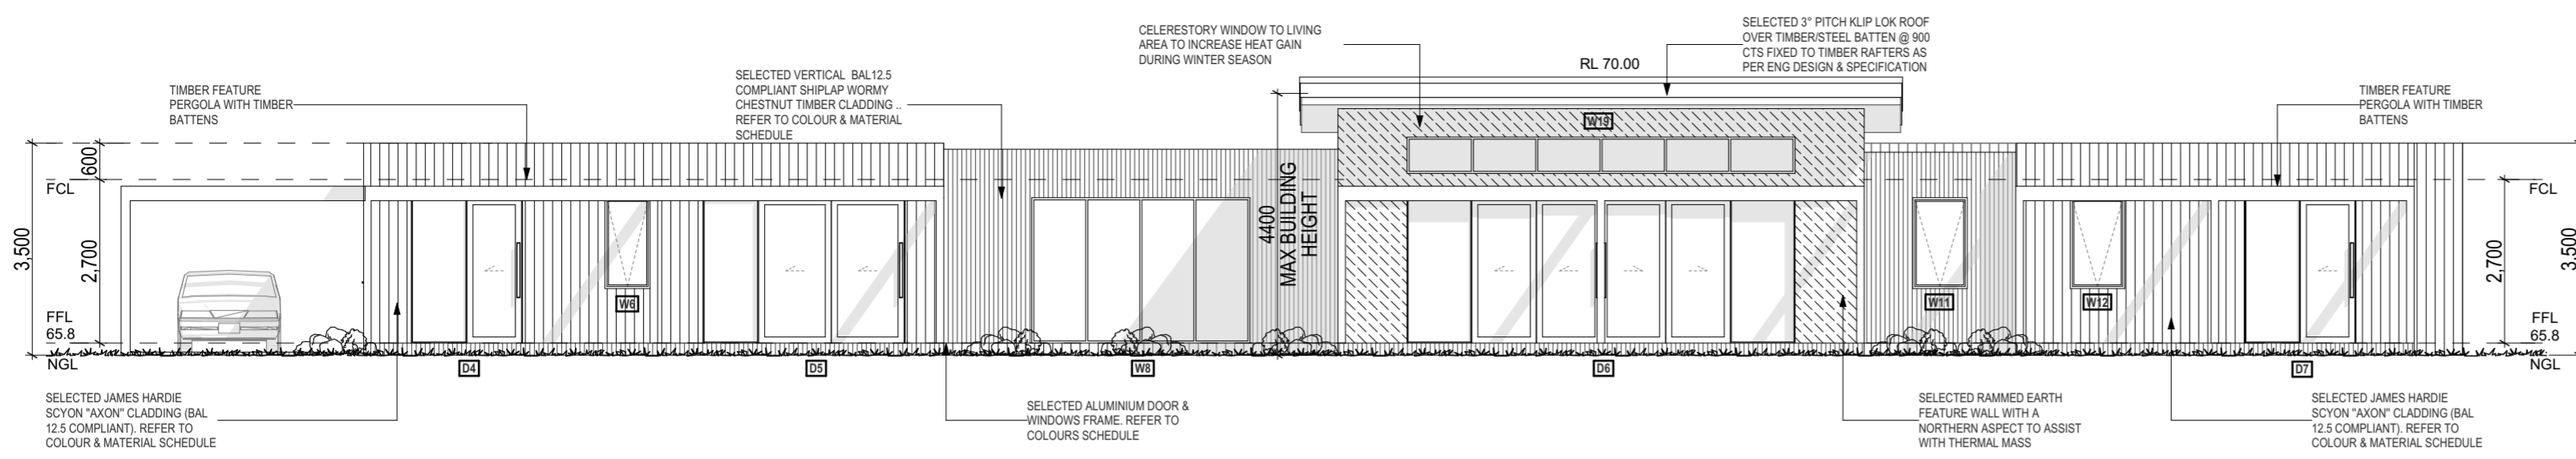 CELERESTORY WINDOW TO LIVING
AREA TO INCREASE HEAT GAIN
DURING WINTER SEASON
SELECTED 3° PITCH KLIP LOK ROOF
OVER TIMBER/STEEL BATTEN @ 900
CTS FIXED TO TIMBER RAFTERS AS
PER ENG DESIGN & SPECIFICATION
RL 70.00
TIMBER FEATURE
PERGOLA WITH TIMBER
BATTENS
SELECTED VERTICAL BAL12.5
COMPLIANT SHIPLAP WORMY
CHESTNUT TIMBER CLADDING ..
REFER TO COLOUR & MATERIAL
SCHEDULE
TIMBER FEATURE
PERGOLA WITH TIMBER
BATTENS
W19
600
FCL
FCL
3,500
2,700
4400
MAX BUILDING
HEIGHT
2,700
3,500
W6
W11
W12
FFL
65.8
NGL
FFL
65.8
NGL
D4
D5
W8
D6
D7
SELECTED JAMES HARDIE
SCYON "AXON" CLADDING (BAL
12.5 COMPLIANT). REFER TO
COLOUR & MATERIAL SCHEDULE
SELECTED ALUMINIUM DOOR &
WINDOWS FRAME. REFER TO
COLOURS SCHEDULE
SELECTED RAMMED EARTH
FEATURE WALL WITH A
NORTHERN ASPECT TO ASSIST
WITH THERMAL MASS
SELECTED JAMES HARDIE
SCYON "AXON" CLADDING (BAL
12.5 COMPLIANT). REFER TO
COLOUR & MATERIAL SCHEDULE